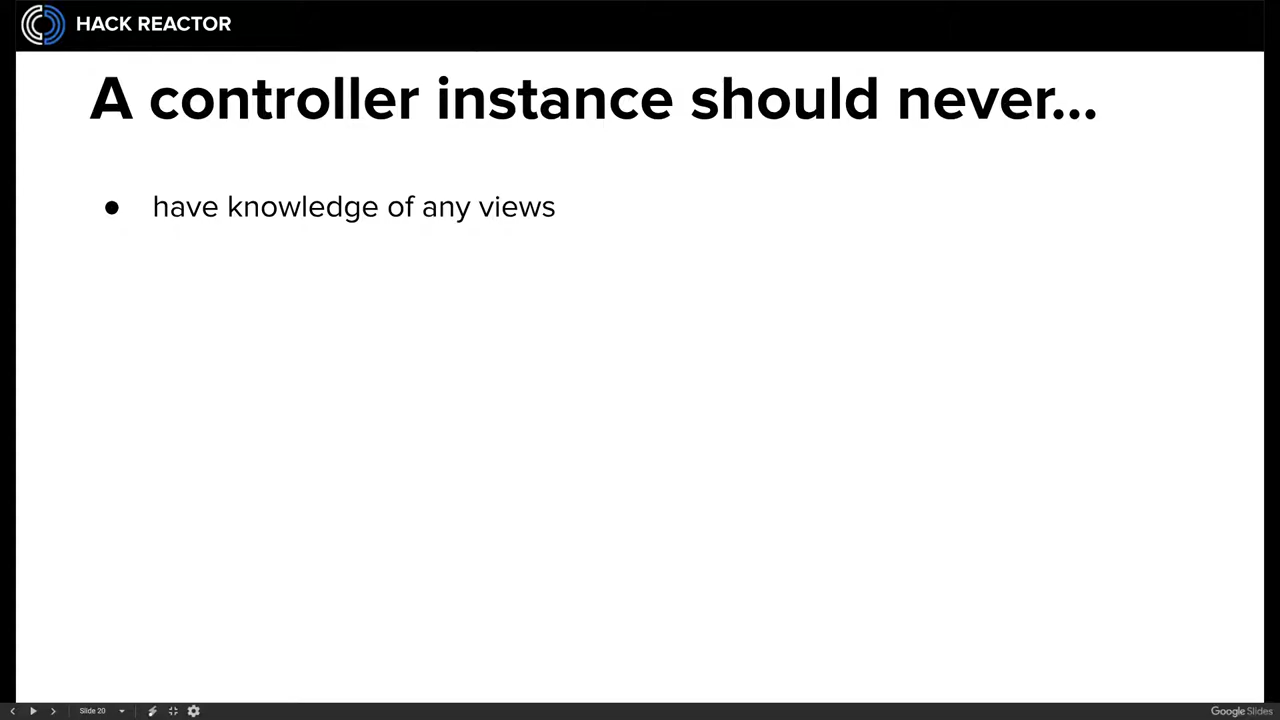 HACK REACTOR
A controller instance should never...
● have knowledge of any views
Slide 20
Google Slides